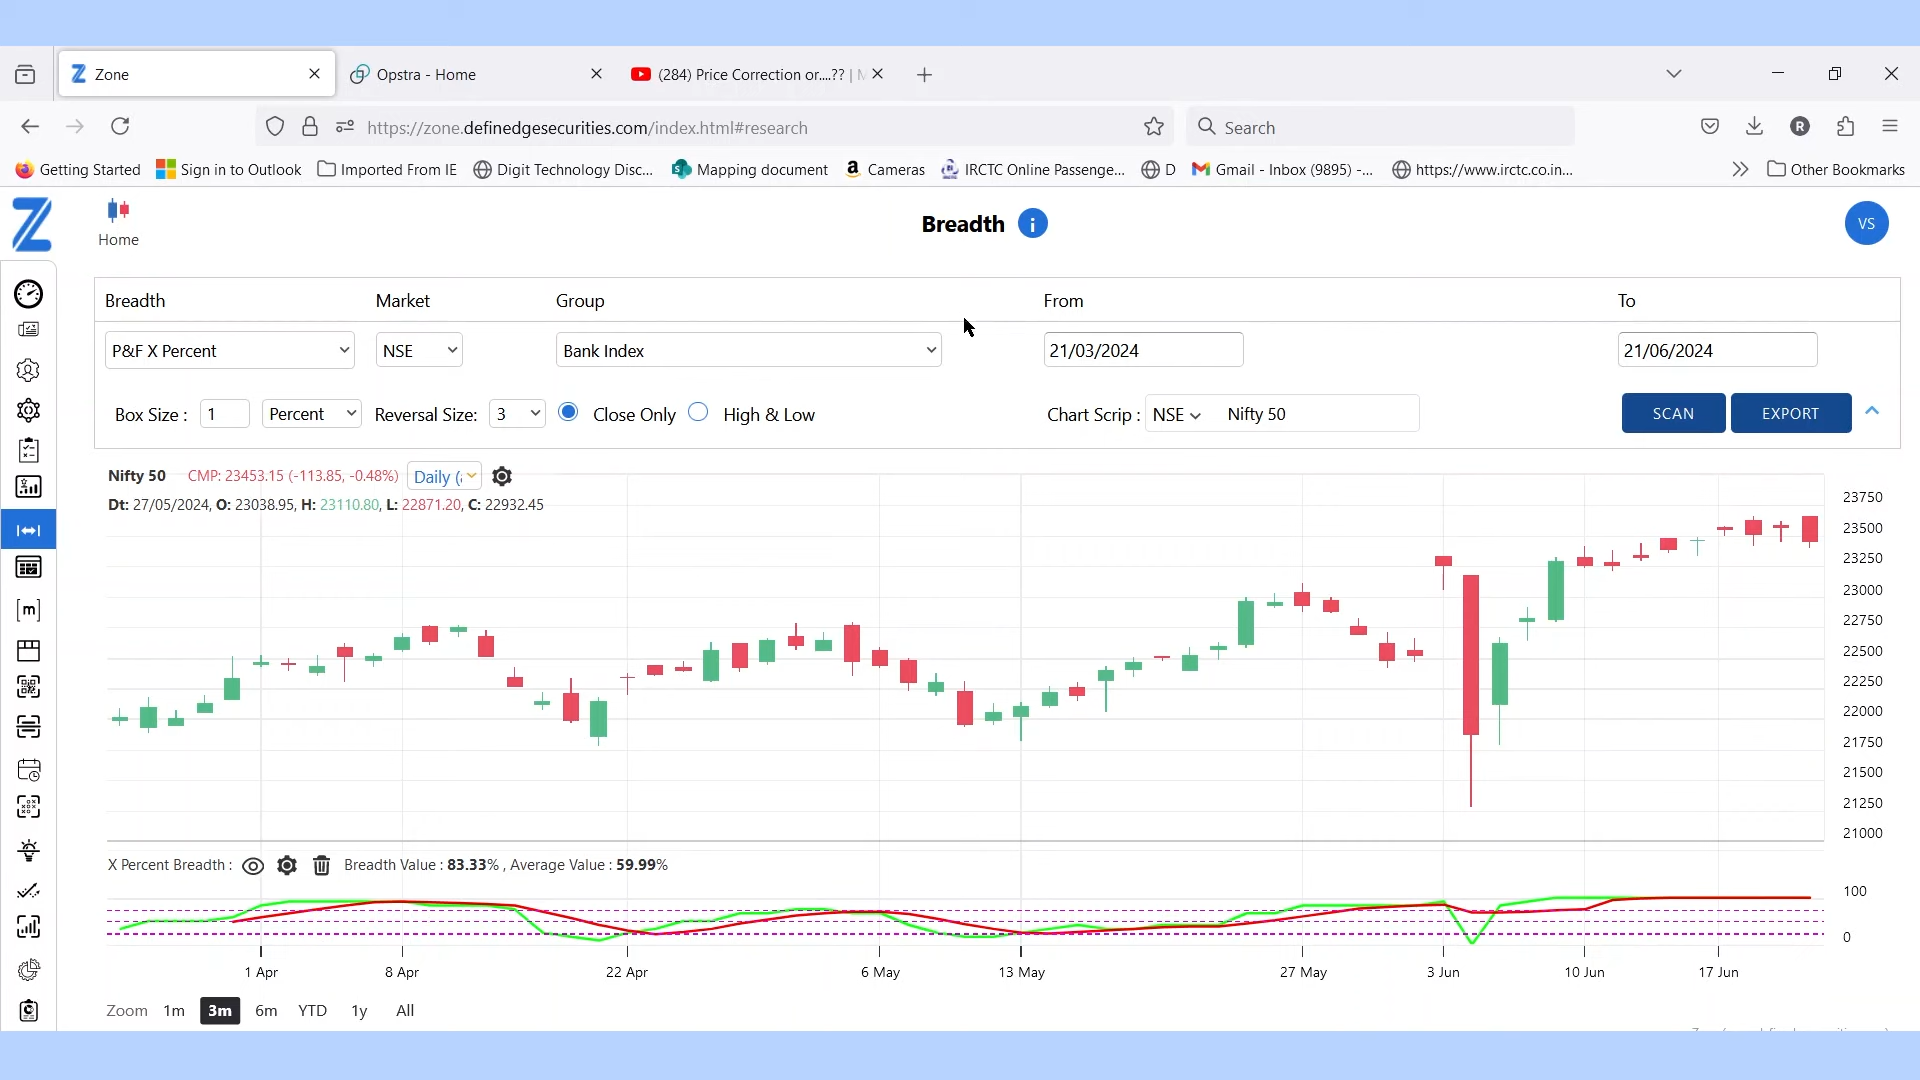 Zone
Opstra - Home
(284) Price Correction or....?? | M
https://zone.definedgesecurities.com/index.html#research
Search
R
Getting Started
Sign in to Outlook
Imported From IE
Digit Technology Disc...
Mapping document
Cameras
IRCTC Online Passenge...
D
Gmail - Inbox (9895) -...
https://www.irctc.co.in...
Other Bookmarks
Home
Breadth
VS
Breadth Market Group From To
P&F X Percent NSE Bank Index 21/03/2024 21/06/2024
Box Size : 1 Percent Reversal Size: 3 Close Only High & Low Chart Scrip : NSE Nifty 50 SCAN EXPORT
Nifty 50 CMP: 23453.15 (-113.85, -0.48%) Daily (
Dt: 27/05/2024, O: 23038.95, H: 23110.80, L: 22871.20, C: 22932.45
23750
23500
23250
23000
22750
22500
22250
22000
21750
21500
21250
21000
X Percent Breadth : Breadth Value : 83.33% , Average Value : 59.99%
100
0
1 Apr 8 Apr 22 Apr 6 May 13 May 27 May 3 Jun 10 Jun 17 Jun
Zoom 1m 3m 6m YTD 1y All